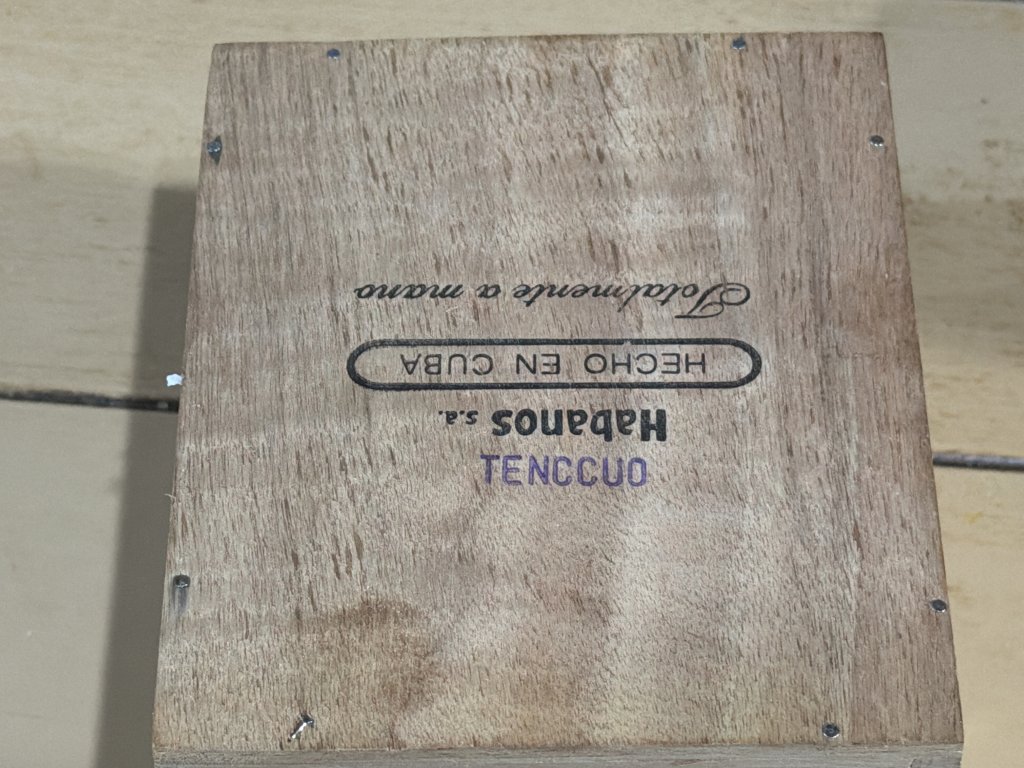 TENCCUO
Habanos s.a.
HECHO EN CUBA
Totalmente a mano